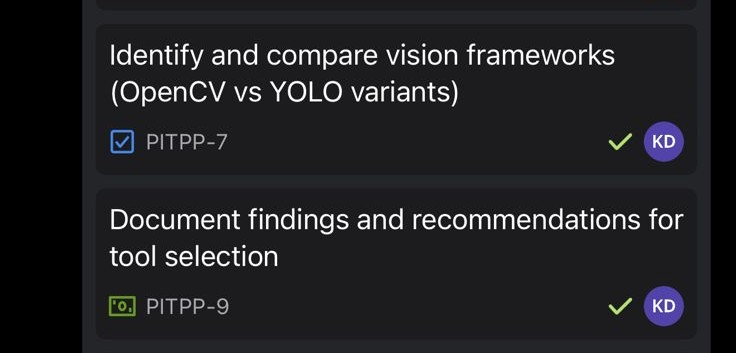 Identify and compare vision frameworks
(OpenCV vs YOLO variants)
PITPP-7
KD
Document findings and recommendations for
tool selection
PITPP-9
KD